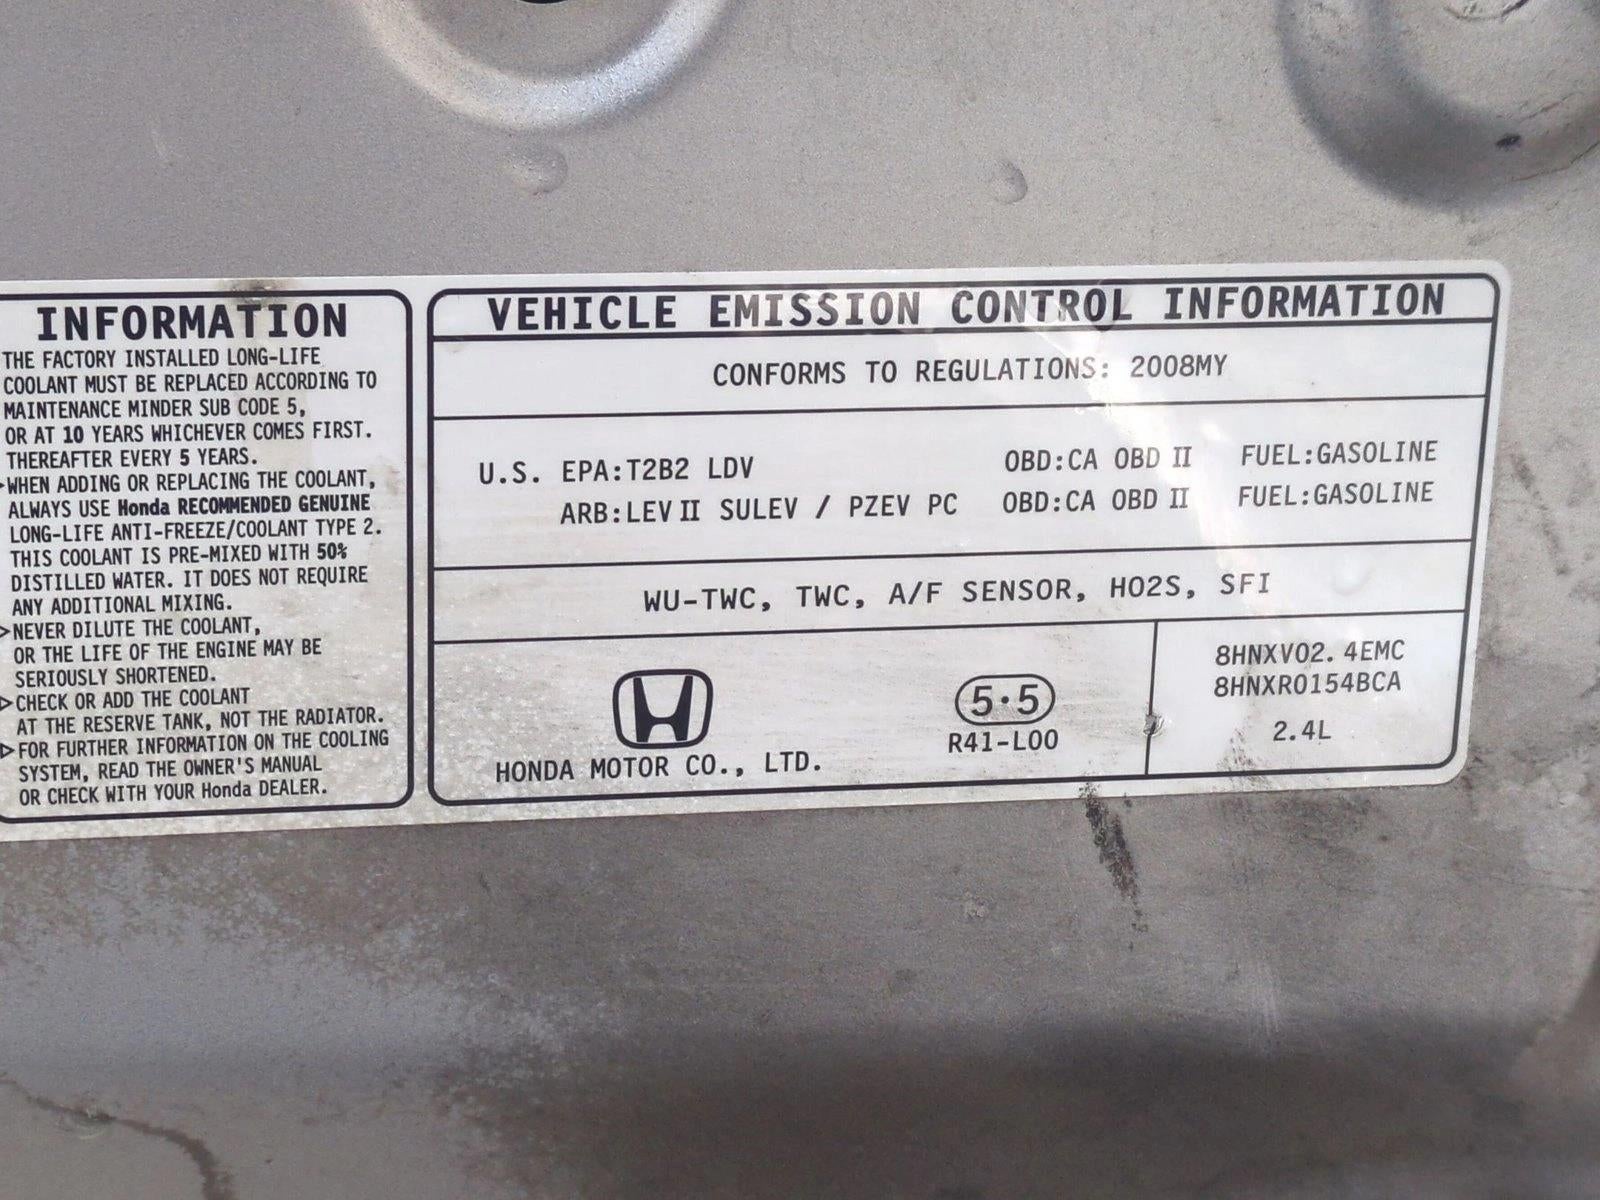 INFORMATION
THE FACTORY INSTALLED LONG-LIFE
COOLANT MUST BE REPLACED ACCORDING TO
MAINTENANCE MINDER SUB CODE 5,
OR AT 10 YEARS WHICHEVER COMES FIRST.
THEREAFTER EVERY 5 YEARS.
WHEN ADDING OR REPLACING THE COOLANT,
ALWAYS USE Honda RECOMMENDED GENUINE
LONG-LIFE ANTI-FREEZE/COOLANT TYPE 2.
THIS COOLANT IS PRE-MIXED WITH 50%
DISTILLED WATER. IT DOES NOT REQUIRE
ANY ADDITIONAL MIXING.
NEVER DILUTE THE COOLANT,
OR THE LIFE OF THE ENGINE MAY BE
SERIOUSLY SHORTENED.
CHECK OR ADD THE COOLANT
AT THE RESERVE TANK, NOT THE RADIATOR.
FOR FURTHER INFORMATION ON THE COOLING
SYSTEM, READ THE OWNER'S MANUAL
OR CHECK WITH YOUR Honda DEALER.
VEHICLE EMISSION CONTROL INFORMATION
CONFORMS TO REGULATIONS: 2008MY
U.S. EPA:T2B2 LDV OBD:CA OBD II FUEL:GASOLINE
ARB:LEV II SULEV / PZEV PC OBD:CA OBD II FUEL:GASOLINE
WU-TWC, TWC, A/F SENSOR, HO2S, SFI
HONDA MOTOR CO., LTD.
5·5
R41-L00
8HNXV02.4EMC
8HNXR0154BCA
2.4L